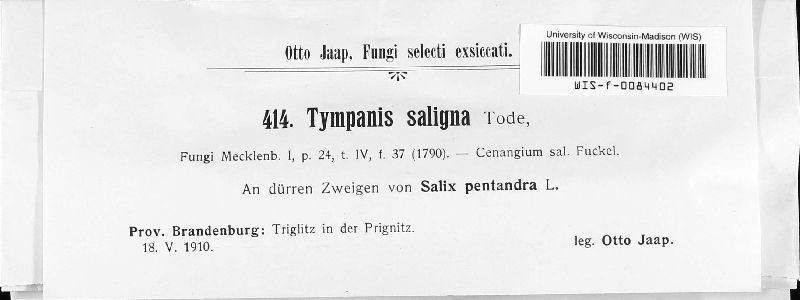 Otto Jaap, Fungi selecti exsiccati.
University of Wisconsin-Madison (WIS)
WIS-f-0084402
414. Tympanis saligna Tode,
Fungi Mecklenb. I, p. 24, t. IV, f. 37 (1790). — Cenangium sal. Fuckel.
An dürren Zweigen von Salix pentandra L.
Prov. Brandenburg: Triglitz in der Prignitz.
18. V. 1910.
leg. Otto Jaap.